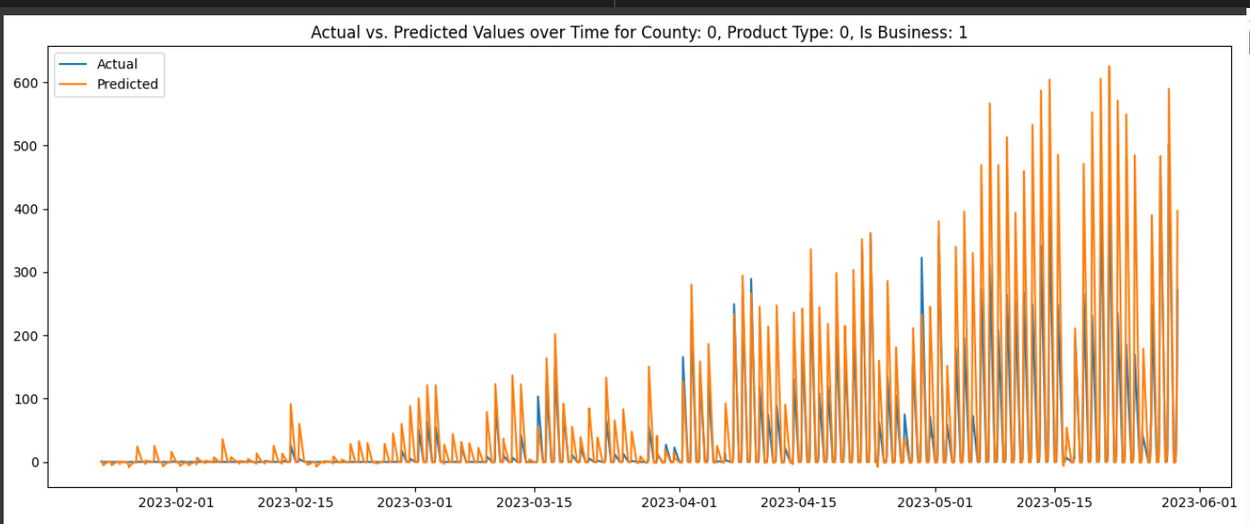 Actual vs. Predicted Values over Time for County: 0, Product Type: 0, Is Business: 1
Actual
Predicted
600
500
400
300
200
100
0
2023-02-01 2023-02-15 2023-03-01 2023-03-15 2023-04-01 2023-04-15 2023-05-01 2023-05-15 2023-06-01